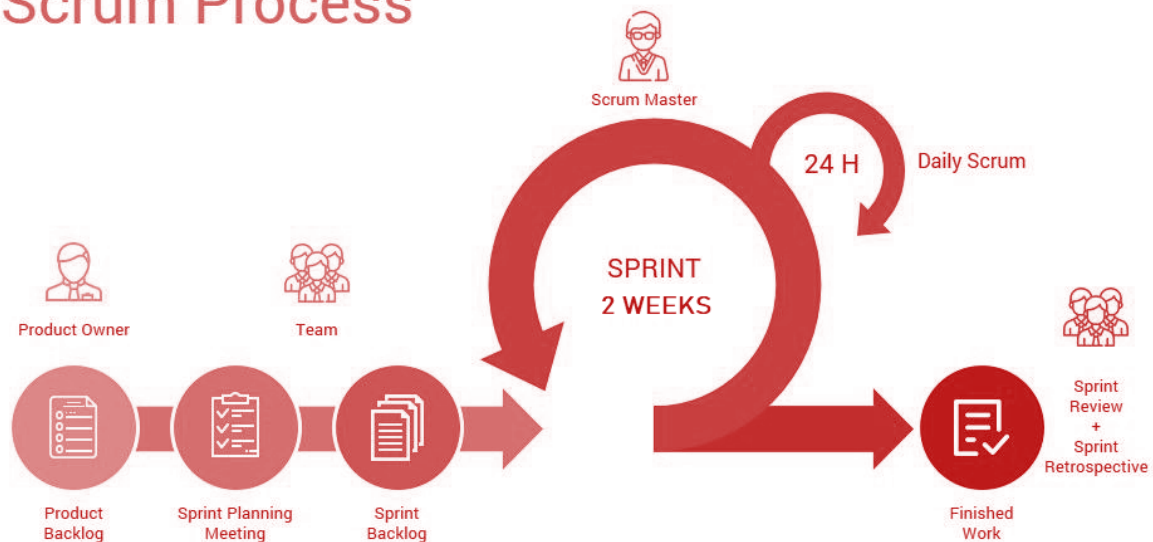 Scrum Process
Scrum Master
24 H
Daily Scrum
SPRINT
2 WEEKS
Product Owner
Team
Product
Backlog
Sprint Planning
Meeting
Sprint
Backlog
Finished
Work
Sprint
Review
+
Sprint
Retrospective